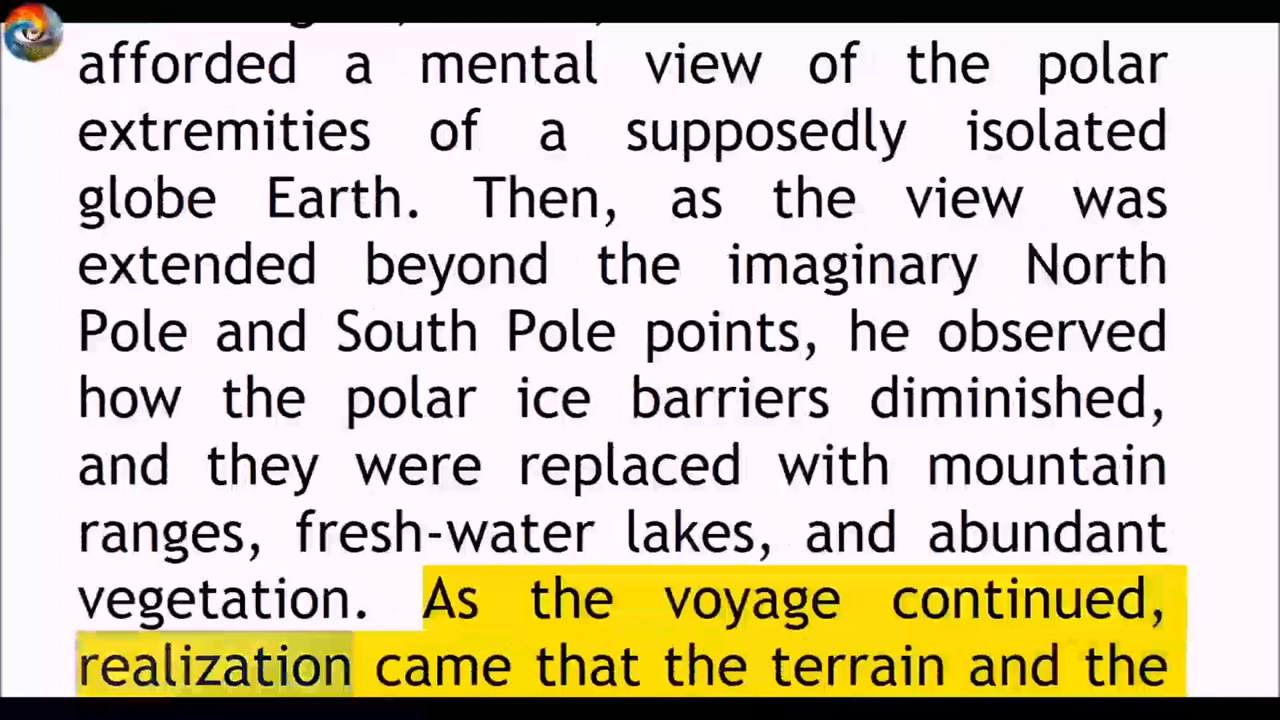 afforded a mental view of the polar
extremities of a supposedly isolated
globe Earth. Then, as the view was
extended beyond the imaginary North
Pole and South Pole points, he observed
how the polar ice barriers diminished,
and they were replaced with mountain
ranges, fresh-water lakes, and abundant
vegetation. As the voyage continued,
realization came that the terrain and the